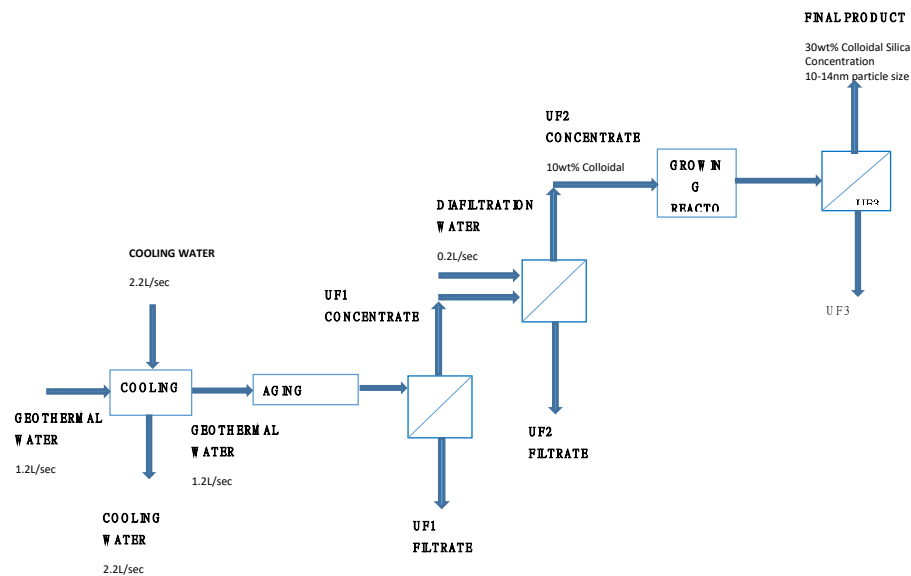 FINAL PRODUCT
30wt% Colloidal Silica
Concentration
10-14nm particle size
UF2
CONCENTRATE
10wt% Colloidal
GROWIN
G
REACTO
UF3
UF3
DIAFILTRATION
WATER
0.2L/sec
COOLING WATER
2.2L/sec
UF1
CONCENTRATE
COOLING
AGING
GEOTHERMAL
WATER
1.2L/sec
GEOTHERMAL
WATER
1.2L/sec
UF2
FILTRATE
COOLING
WATER
2.2L/sec
UF1
FILTRATE